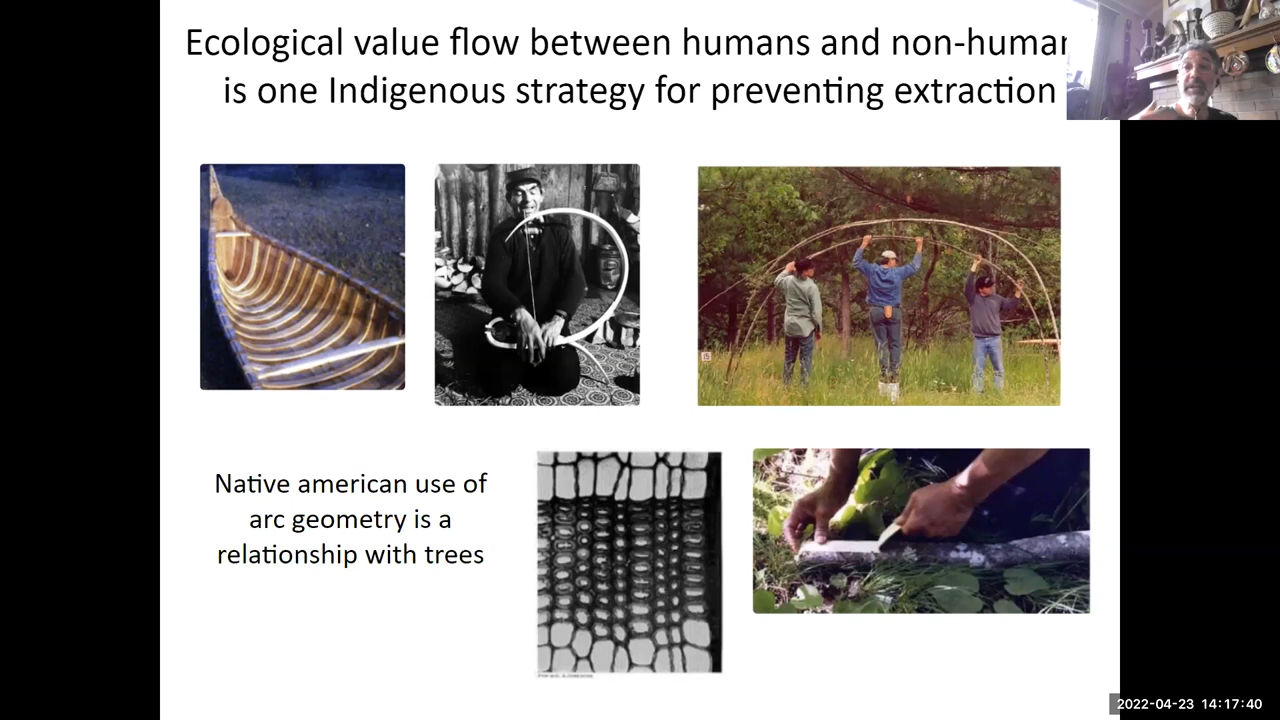 Ecological value flow between humans and non-human
is one Indigenous strategy for preventing extraction
Native american use of
arc geometry is a
relationship with trees
2022-04-23 14:17:40